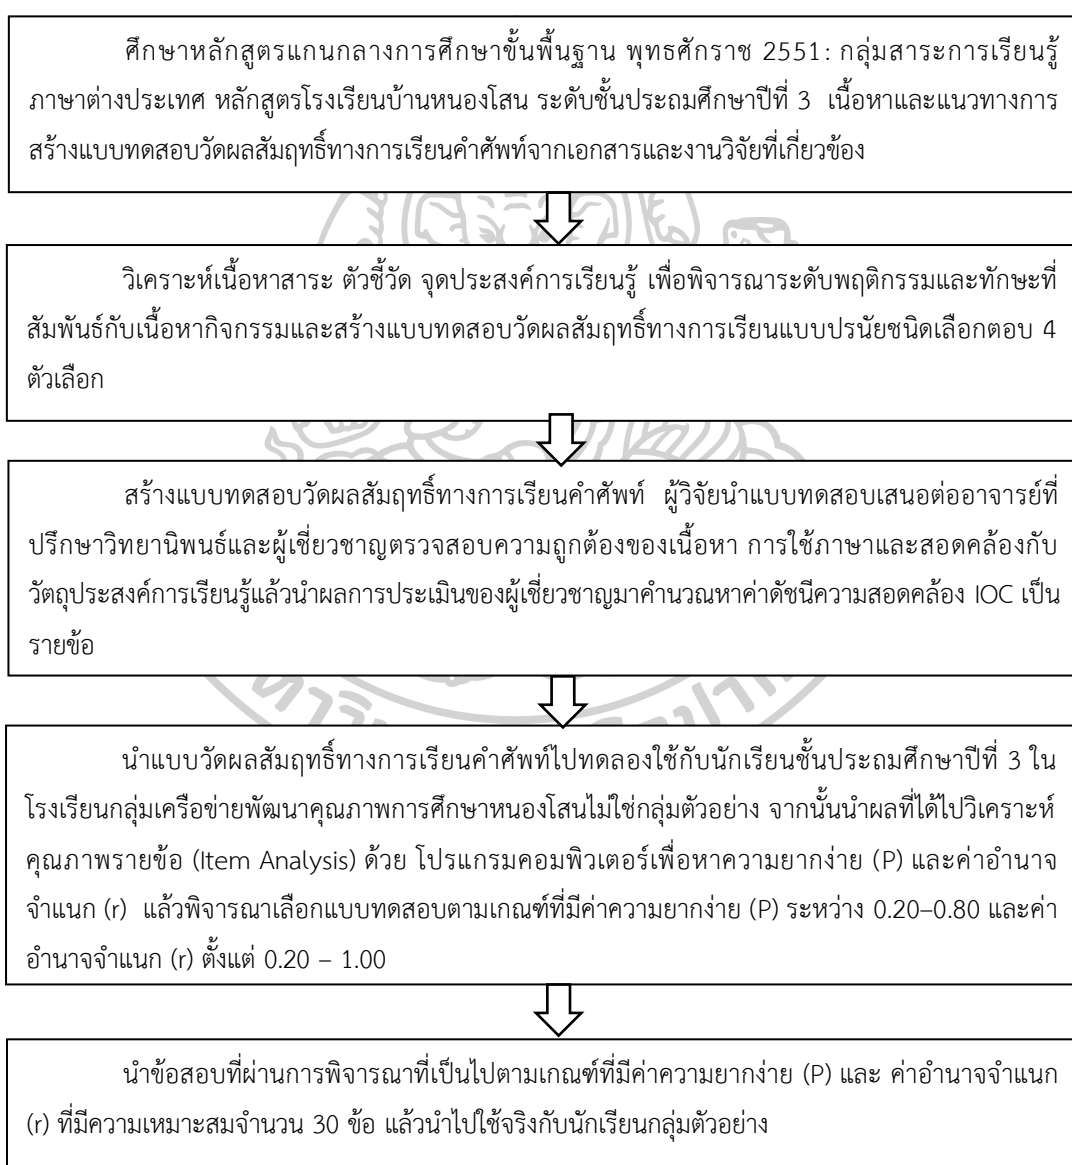 ศึกษาหลักสูตรแกนกลางการศึกษาขั้นพื้นฐาน พุทธศักราช 2551: กลุ่มสาระการเรียนรู้
ภาษาต่างประเทศ หลักสูตรโรงเรียนบ้านหนองโสน ระดับชั้นประถมศึกษาปีที่ 3 เนื้อหาและแนวทางการ
สร้างแบบทดสอบวัดผลสัมฤทธิ์ทางการเรียนคำศัพท์จากเอกสารและงานวิจัยที่เกี่ยวข้อง
วิเคราะห์เนื้อหาสาระ ตัวชี้วัด จุดประสงค์การเรียนรู้ เพื่อพิจารณาระดับพฤติกรรมและทักษะที่
สัมพันธ์กับเนื้อหากิจกรรมและสร้างแบบทดสอบวัดผลสัมฤทธิ์ทางการเรียนแบบปรนัยชนิดเลือกตอบ 4
ตัวเลือก
สร้างแบบทดสอบวัดผลสัมฤทธิ์ทางการเรียนคำศัพท์ ผู้วิจัยนำแบบทดสอบเสนอต่ออาจารย์ที่
ปรึกษาวิทยานิพนธ์และผู้เชี่ยวชาญตรวจสอบความถูกต้องของเนื้อหา การใช้ภาษาและสอดคล้องกับ
วัตถุประสงค์การเรียนรู้แล้วนำผลการประเมินของผู้เชี่ยวชาญมาคำนวณหาค่าดัชนีความสอดคล้อง IOC เป็น
รายข้อ
นำแบบวัดผลสัมฤทธิ์ทางการเรียนคำศัพท์ไปทดลองใช้กับนักเรียนชั้นประถมศึกษาปีที่ 3 ใน
โรงเรียนกลุ่มเครือข่ายพัฒนาคุณภาพการศึกษาหนองโสนไม่ใช่กลุ่มตัวอย่าง จากนั้นนำผลที่ได้ไปวิเคราะห์
คุณภาพรายข้อ (Item Analysis) ด้วย โปรแกรมคอมพิวเตอร์เพื่อหาความยากง่าย (P) และค่าอำนาจ
จำแนก (r) แล้วพิจารณาเลือกแบบทดสอบตามเกณฑ์ที่มีค่าความยากง่าย (P) ระหว่าง 0.20–0.80 และค่า
อำนาจจำแนก (r) ตั้งแต่ 0.20 – 1.00
นำข้อสอบที่ผ่านการพิจารณาที่เป็นไปตามเกณฑ์ที่มีค่าความยากง่าย (P) และ ค่าอำนาจจำแนก
(r) ที่มีความเหมาะสมจำนวน 30 ข้อ แล้วนำไปใช้จริงกับนักเรียนกลุ่มตัวอย่าง